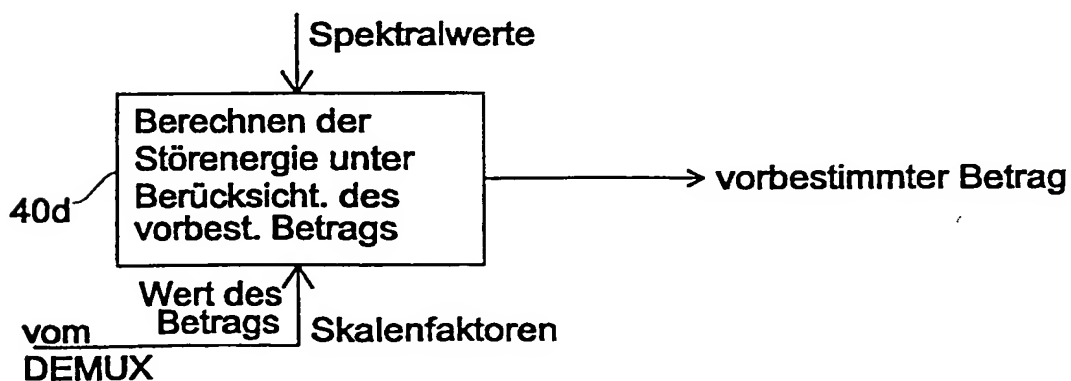 Spektralwerte
Berechnen der
Störenergie unter
Berücksicht. des
vorbest. Betrags
vorbestimmter Betrag
40d
Wert des
Betrags
Skalenfaktoren
vom
DEMUX